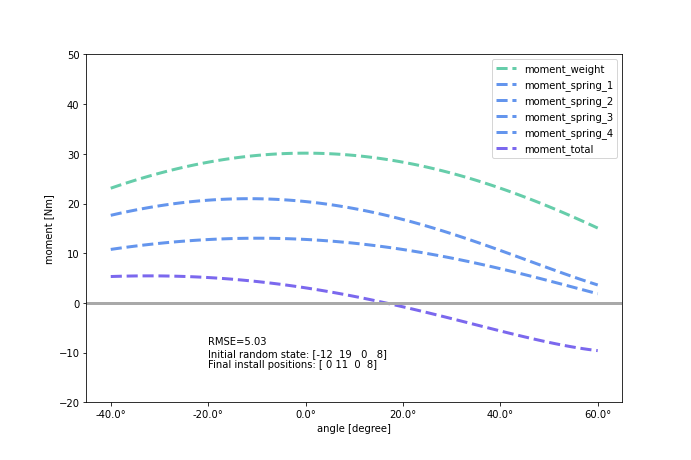 50
40
30
20
10
0
−10
−20
moment [Nm]
-40.0°
-20.0°
0.0°
20.0°
40.0°
60.0°
angle [degree]
moment_weight
moment_spring_1
moment_spring_2
moment_spring_3
moment_spring_4
moment_total
RMSE=5.03
Initial random state: [-12 19 0 8]
Final install positions: [ 0 11 0 8]